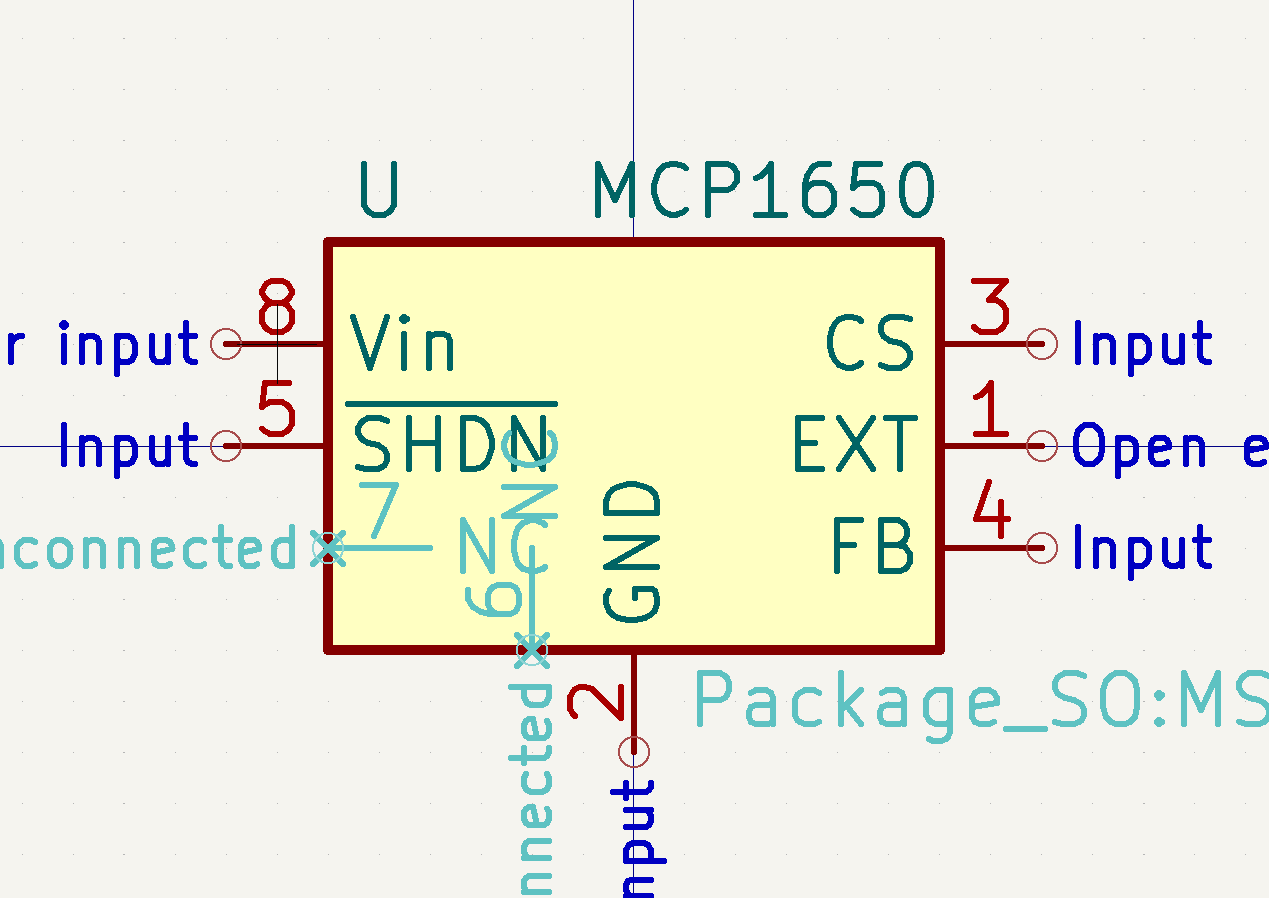 U
MCP1650
8
r input
Vin
CS
3
Input
5
Input
SHDN
EXT
1
Open e
7
nconnected
NC
NC
6
GND
FB
4
Input
nnected
2
nput
Package_SO:MS